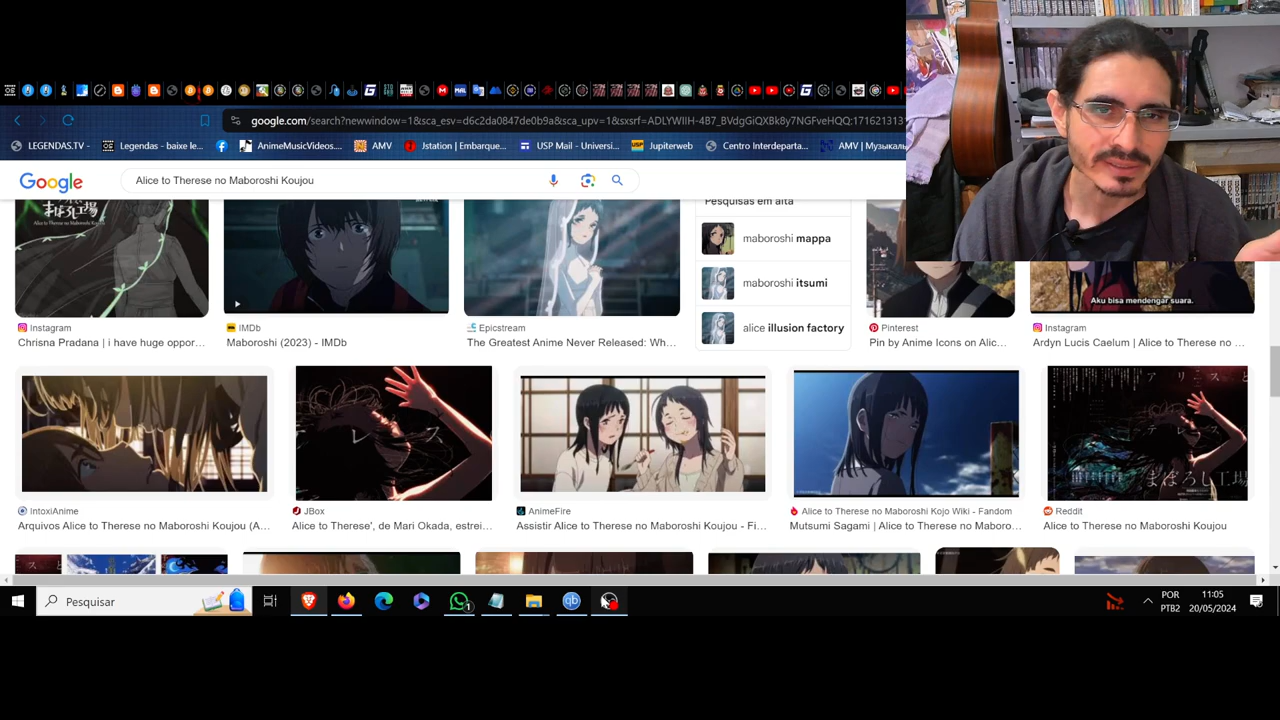 google.com/search?newwindow=1&sca_esv=d6c2da0847de0b9a&sca_upv=1&sxsrf=ADLYWIIH-4B7_BVdgGiQXBk8y7NGFveHQQ:171621313
LEGENDAS.TV -
Legendas - baixe le...
AnimeMusicVideos....
AMV
Jstation | Embarque...
USP Mail - Universi...
Jupiterweb
Centro Interdeparta...
AMV | Музыкаль
Google
Alice to Therese no Maboroshi Koujou
Pesquisas em alta
maboroshi mappa
maboroshi itsumi
alice illusion factory
Aku bisa mendengar suara.
Instagram
Chrisna Pradana | i have huge oppor...
IMDb
Maboroshi (2023) - IMDb
Epicstream
The Greatest Anime Never Released: Wh...
Pinterest
Pin by Anime Icons on Alic...
Instagram
Ardyn Lucis Caelum | Alice to Therese no ...
IntoxiAnime
Arquivos Alice to Therese no Maboroshi Koujou (A...
JBox
Alice to Therese', de Mari Okada, estrei...
AnimeFire
Assistir Alice to Therese no Maboroshi Koujou - Fi...
Alice to Therese no Maboroshi Kojo Wiki - Fandom
Mutsumi Sagami | Alice to Therese no Maboro...
まぼろし工場
Reddit
Alice to Therese no Maboroshi Koujou
Pesquisar
1
POR
PTB2
11:05
20/05/2024